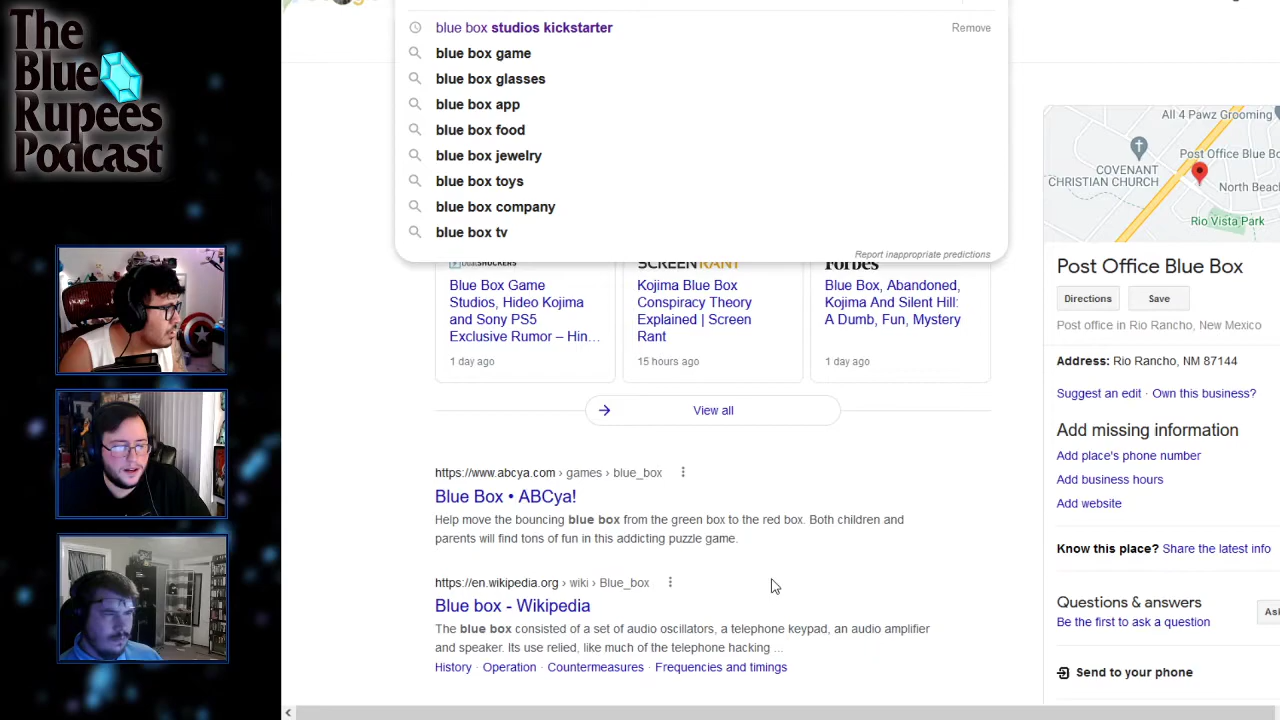 The
Blue
Rupees
Podcast
blue box studios kickstarter
Remove
blue box game
blue box glasses
blue box app
blue box food
blue box jewelry
blue box toys
blue box company
blue box tv
Report inappropriate predictions
DUALSHOCKERS
SCREENRANT
Forbes
Blue Box Game
Studios, Hideo Kojima
and Sony PS5
Exclusive Rumor – Hin...
1 day ago
Kojima Blue Box
Conspiracy Theory
Explained | Screen
Rant
15 hours ago
Blue Box, Abandoned,
Kojima And Silent Hill:
A Dumb, Fun, Mystery
1 day ago
View all
https://www.abcya.com › games › blue_box
Blue Box • ABCya!
Help move the bouncing blue box from the green box to the red box. Both children and
parents will find tons of fun in this addicting puzzle game.
https://en.wikipedia.org › wiki › Blue_box
Blue box - Wikipedia
The blue box consisted of a set of audio oscillators, a telephone keypad, an audio amplifier
and speaker. Its use relied, like much of the telephone hacking ...
History · Operation · Countermeasures · Frequencies and timings
All 4 Pawz Grooming
Post Office Blue Bo
COVENANT
CHRISTIAN CHURCH
North Beach
Rio Vista Park
Post Office Blue Box
Directions
Save
Post office in Rio Rancho, New Mexico
Address: Rio Rancho, NM 87144
Suggest an edit · Own this business?
Add missing information
Add place's phone number
Add business hours
Add website
Know this place? Share the latest info
Questions & answers
Be the first to ask a question
Send to your phone